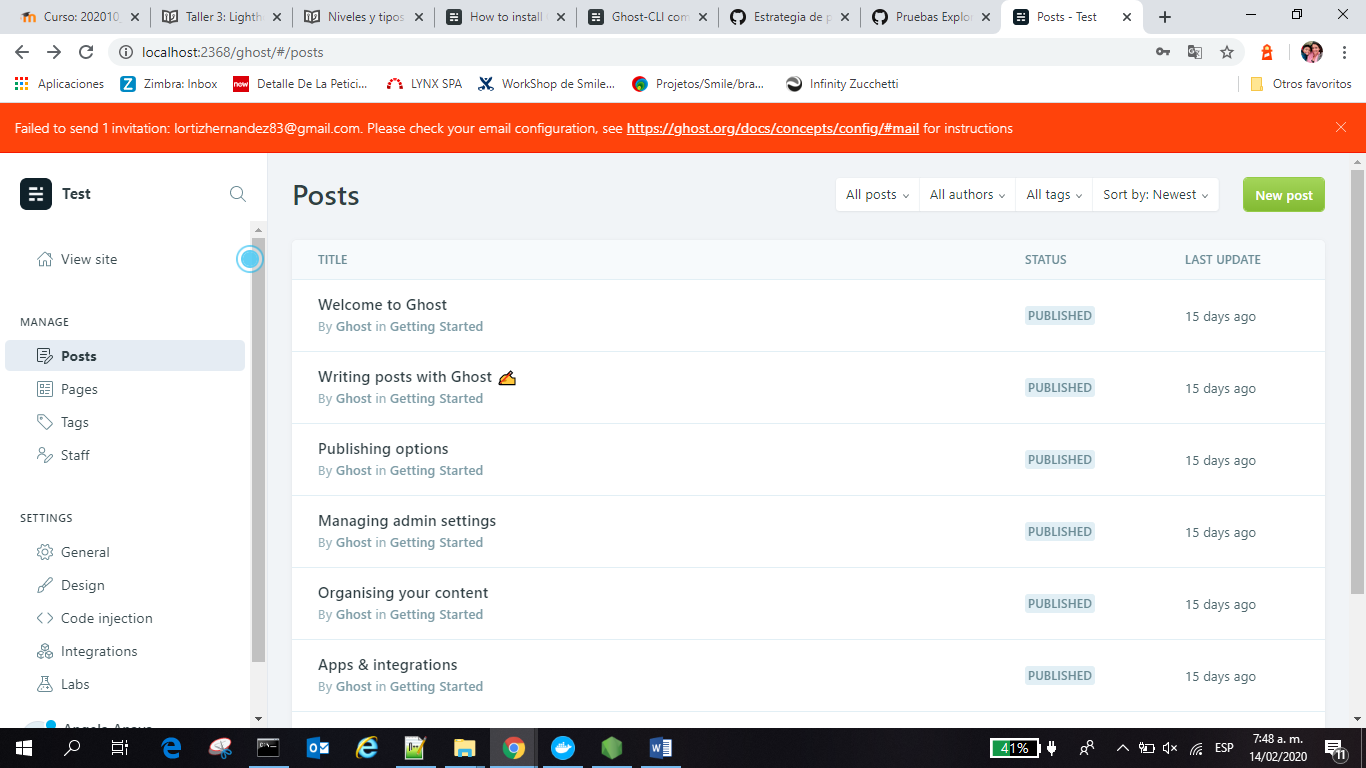 Curso: 202010_
Taller 3: Lighth
Niveles y tipos
How to install
Ghost-CLI com
Estrategia de p
Pruebas Explor
Posts - Test
localhost:2368/ghost/#/posts
Aplicaciones
Zimbra: Inbox
now
Detalle De La Petici...
LYNX SPA
WorkShop de Smile...
Projetos/Smile/bra...
Infinity Zucchetti
Otros favoritos
Failed to send 1 invitation: lortizhernandez83@gmail.com. Please check your email configuration, see https://ghost.org/docs/concepts/config/#mail for instructions
Test
View site
MANAGE
Posts
Pages
Tags
Staff
SETTINGS
General
Design
Code injection
Integrations
Labs
Posts
All posts
All authors
All tags
Sort by: Newest
New post
TITLE STATUS LAST UPDATE
Welcome to Ghost
By Ghost in Getting Started
PUBLISHED
15 days ago
Writing posts with Ghost ✍
By Ghost in Getting Started
PUBLISHED
15 days ago
Publishing options
By Ghost in Getting Started
PUBLISHED
15 days ago
Managing admin settings
By Ghost in Getting Started
PUBLISHED
15 days ago
Organising your content
By Ghost in Getting Started
PUBLISHED
15 days ago
Apps & integrations
By Ghost in Getting Started
PUBLISHED
15 days ago
41%
ESP
7:48 a. m.
14/02/2020
11